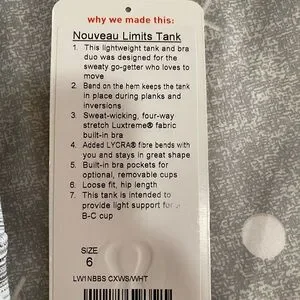 why we made this:
Nouveau Limits Tank
1. This lightweight tank and bra
duo was designed for the
sweaty go-getter who loves to
move
2. Band on the hem keeps the tank
in place during planks and
inversions
3. Sweat-wicking, four-way
stretch Luxtreme® fabric
built-in bra
4. Added LYCRA® fibre bends with
you and stays in great shape
5. Built-in bra pockets for
optional, removable cups
6. Loose fit, hip length
7. This tank is intended to
provide light support for a
B-C cup
SIZE
6
LW1NBBS CXWS/WHT